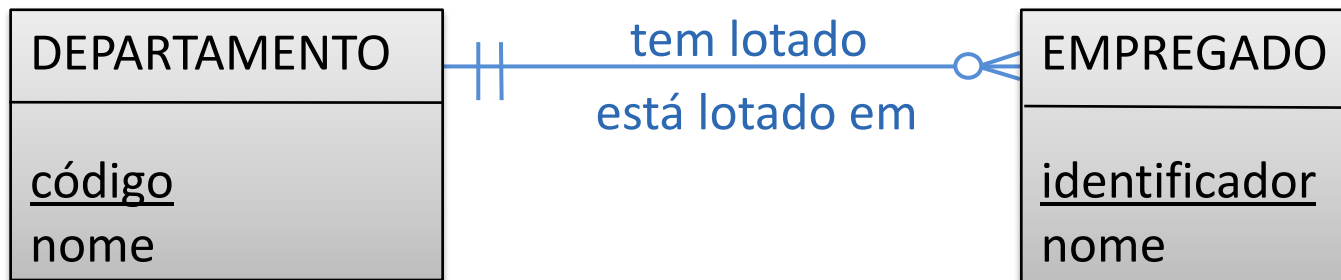 DEPARTAMENTO
código
nome
tem lotado
está lotado em
EMPREGADO
identificador
nome